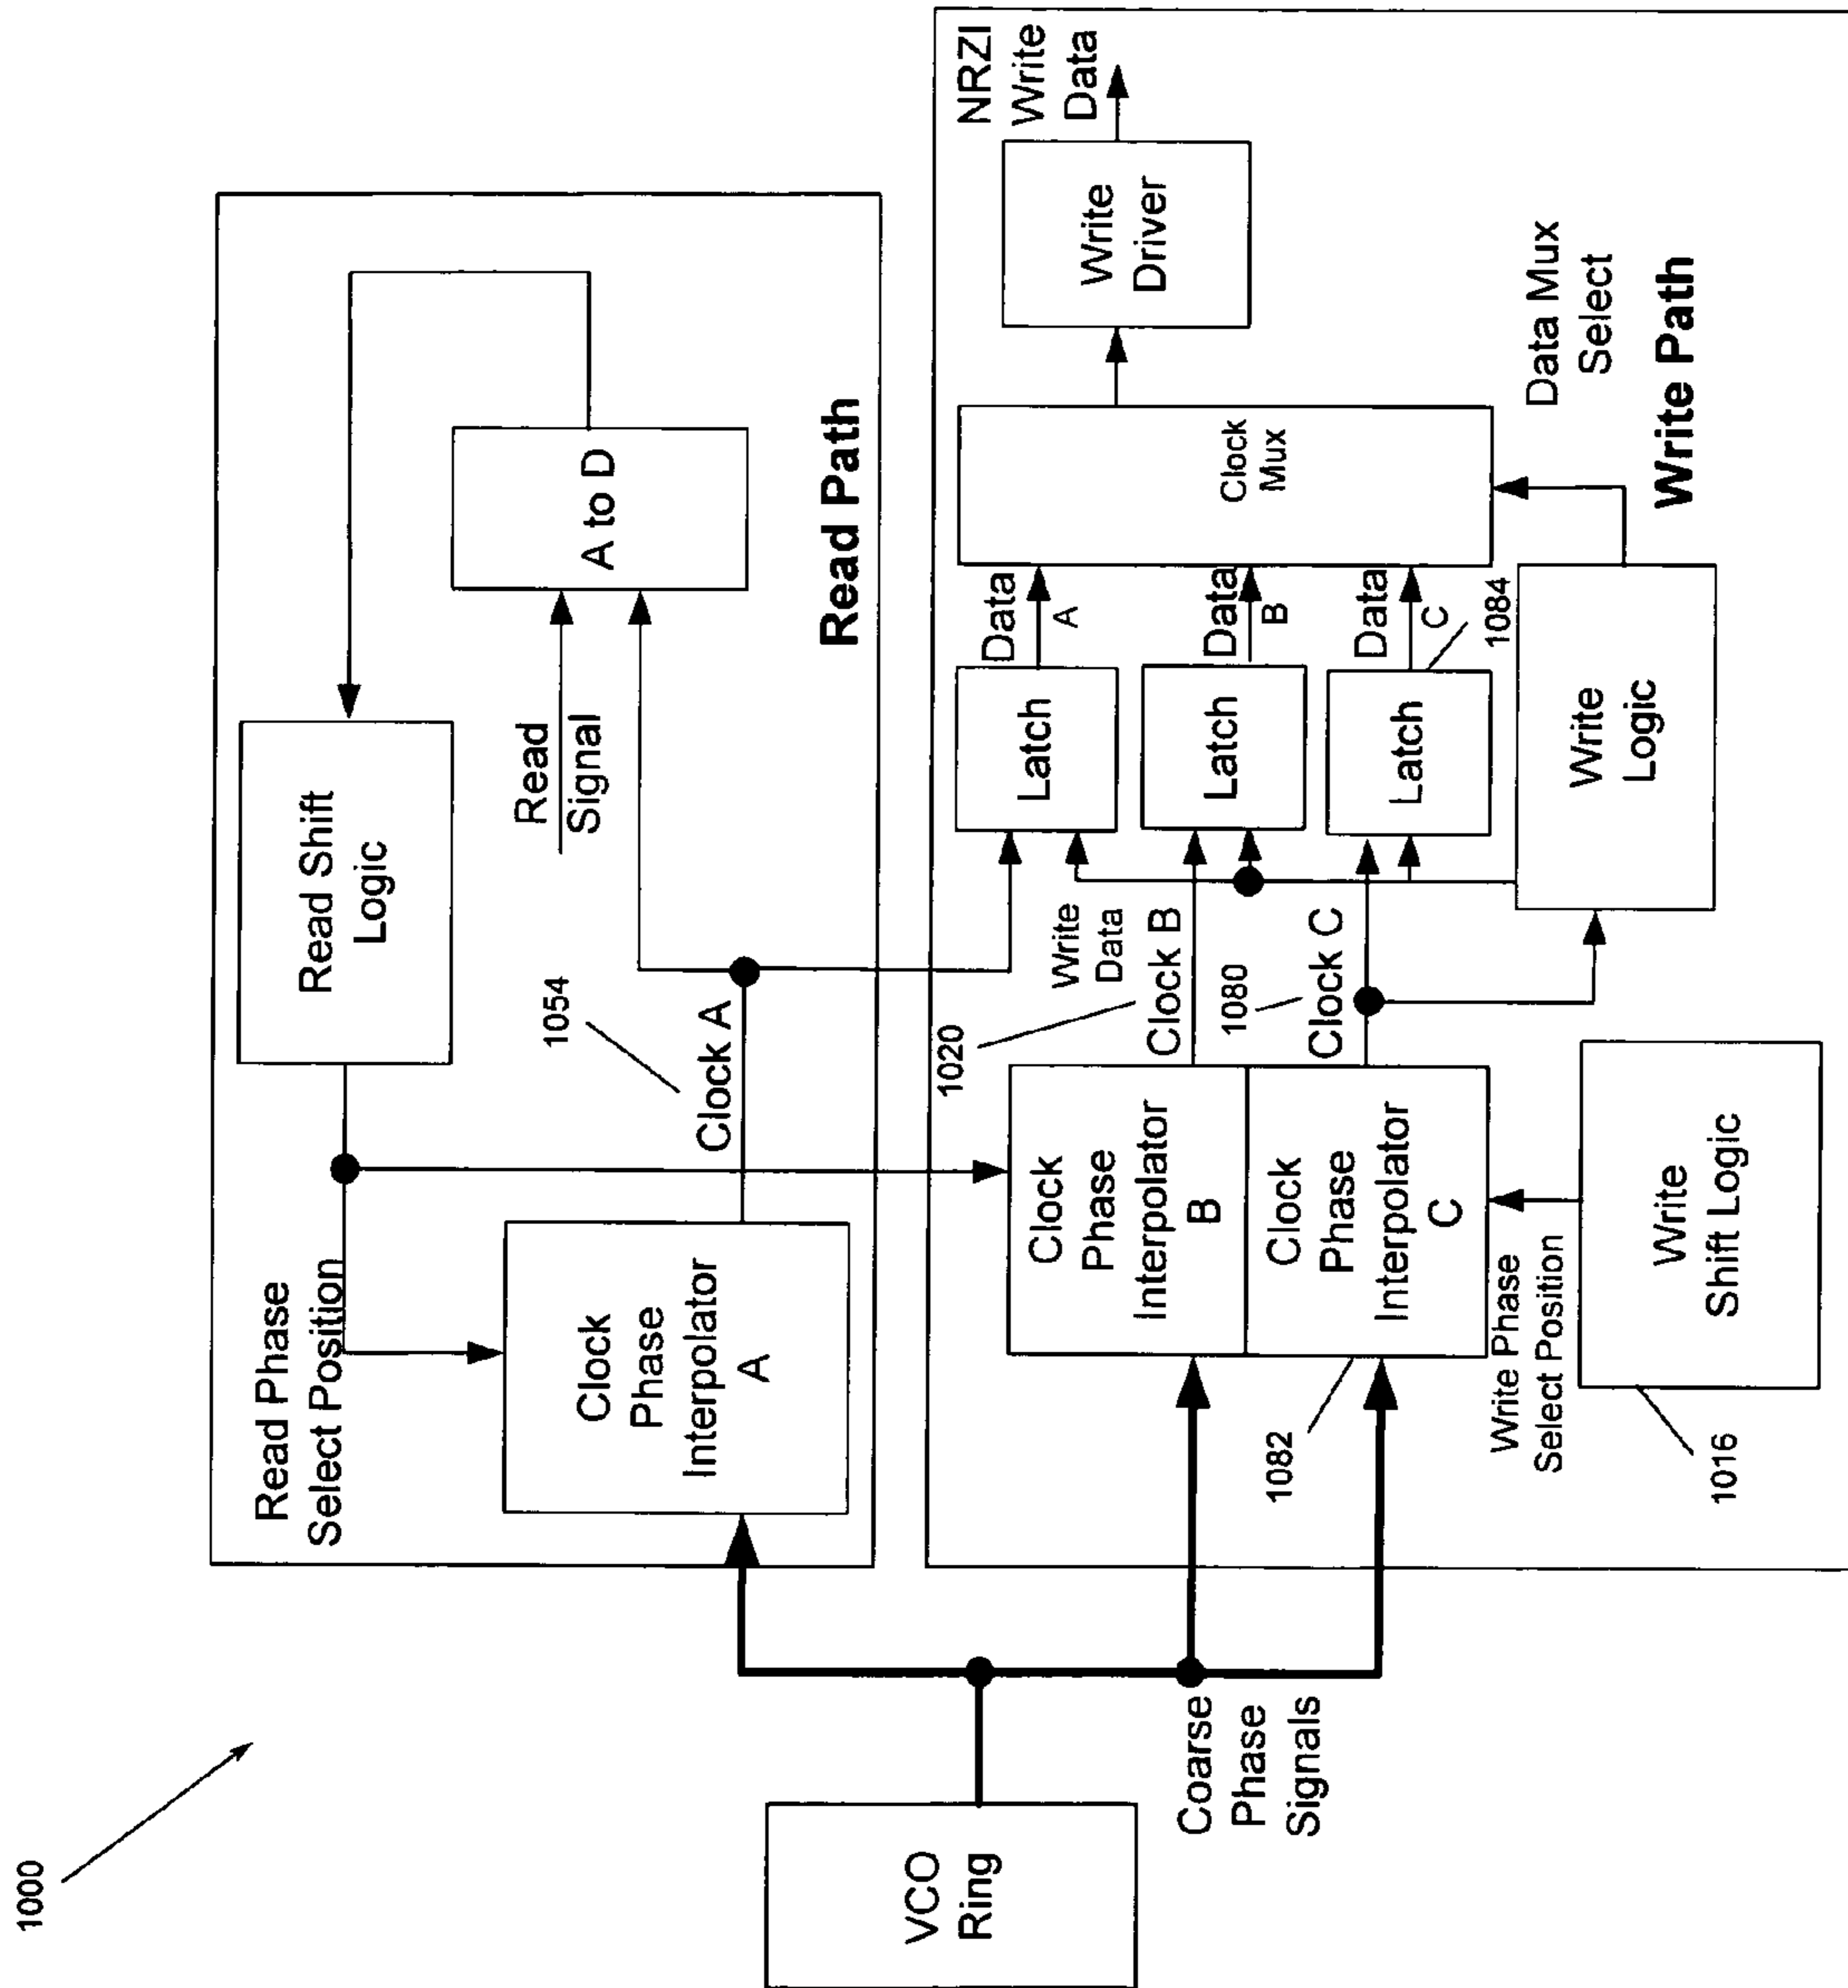 1000
VCO
Ring
Coarse
Phase
Signals
Read Phase
Select Position
Clock
Phase
Interpolator
A
Read Shift
Logic
1054
Clock A
Read
Signal
A to D
Read Path
Clock
Phase
Interpolator
B
Clock
Phase
Interpolator
C
1082
Write Phase
Select Position
Write
Shift Logic
1016
1020
Clock B
1080
Clock C
Write
Data
Latch
Latch
Latch
Data
A
Data
B
Data
C
1084
Write
Logic
Clock
Mux
Data Mux
Select
Write
Driver
NRZI
Write
Data
Write Path